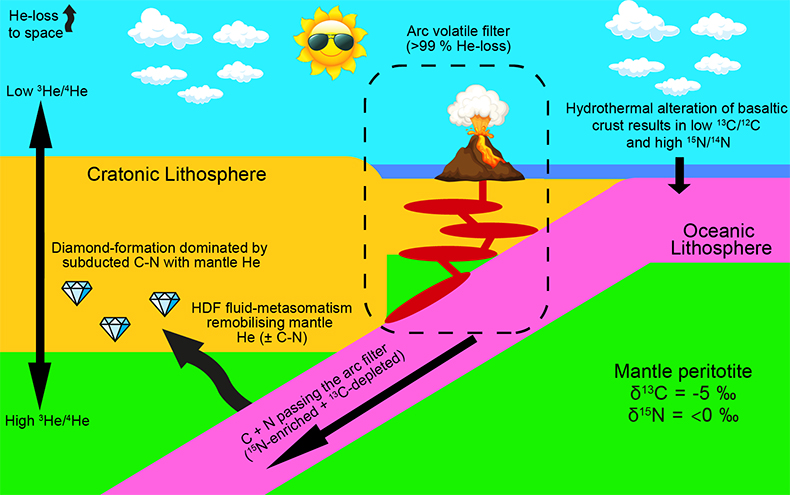 He-loss
to space
Arc volatile filter
(>99 % He-loss)
Low ³He/⁴He
Hydrothermal alteration of basaltic
crust results in low ¹³C/¹²C
and high ¹⁵N/¹⁴N
Cratonic Lithosphere
Oceanic
Lithosphere
Diamond-formation dominated by
subducted C-N with mantle He
HDF fluid-metasomatism
remobilising mantle
He (± C-N)
C + N passing the arc filter
(¹⁵N-enriched + ¹³C-depleted)
Mantle peritotite
δ¹³C = -5 ‰
δ¹⁵N = <0 ‰
High ³He/⁴He